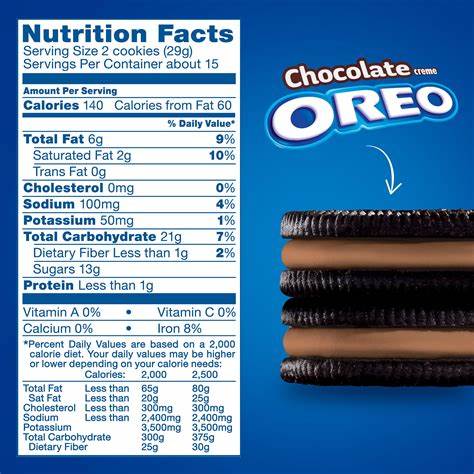 Nutrition Facts
Serving Size 2 cookies (29g)
Servings Per Container about 15
Amount Per Serving
Calories 140 Calories from Fat 60
% Daily Value*
Total Fat 6g 9%
Saturated Fat 2g 10%
Trans Fat 0g
Cholesterol 0mg 0%
Sodium 100mg 4%
Potassium 50mg 1%
Total Carbohydrate 21g 7%
Dietary Fiber Less than 1g 2%
Sugars 13g
Protein Less than 1g
Vitamin A 0% • Vitamin C 0%
Calcium 0% • Iron 8%
*Percent Daily Values are based on a 2,000
calorie diet. Your daily values may be higher
or lower depending on your calorie needs:
Calories: 2,000 2,500
Total Fat Less than 65g 80g
Sat Fat Less than 20g 25g
Cholesterol Less than 300mg 300mg
Sodium Less than 2,400mg 2,400mg
Potassium 3,500mg 3,500mg
Total Carbohydrate 300g 375g
Dietary Fiber 25g 30g
Chocolate creme
OREO